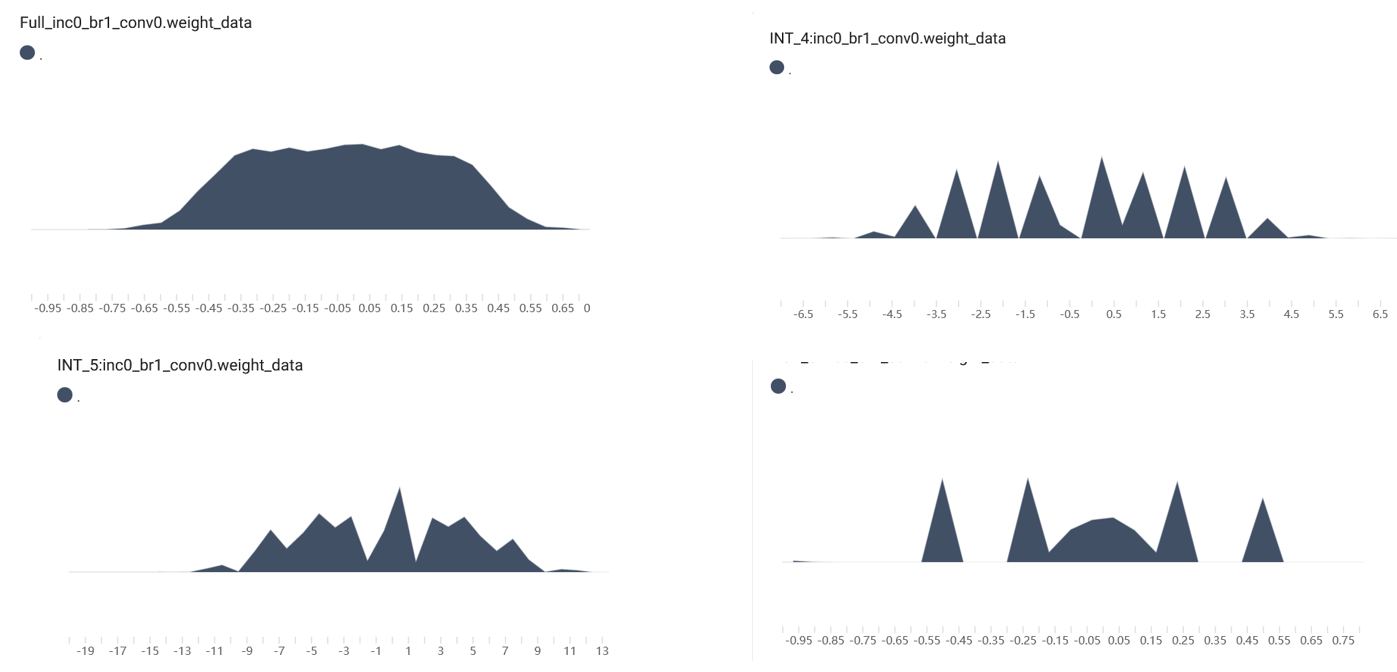 Full_inc0_br1_conv0.weight_data
.
-0.95 -0.85 -0.75 -0.65 -0.55 -0.45 -0.35 -0.25 -0.15 -0.05 0.05 0.15 0.25 0.35 0.45 0.55 0.65 0
INT_4:inc0_br1_conv0.weight_data
.
-6.5 -5.5 -4.5 -3.5 -2.5 -1.5 -0.5 0.5 1.5 2.5 3.5 4.5 5.5 6.5
INT_5:inc0_br1_conv0.weight_data
.
-19 -17 -15 -13 -11 -9 -7 -5 -3 -1 1 3 5 7 9 11 13
.
-0.95 -0.85 -0.75 -0.65 -0.55 -0.45 -0.35 -0.25 -0.15 -0.05 0.05 0.15 0.25 0.35 0.45 0.55 0.65 0.75